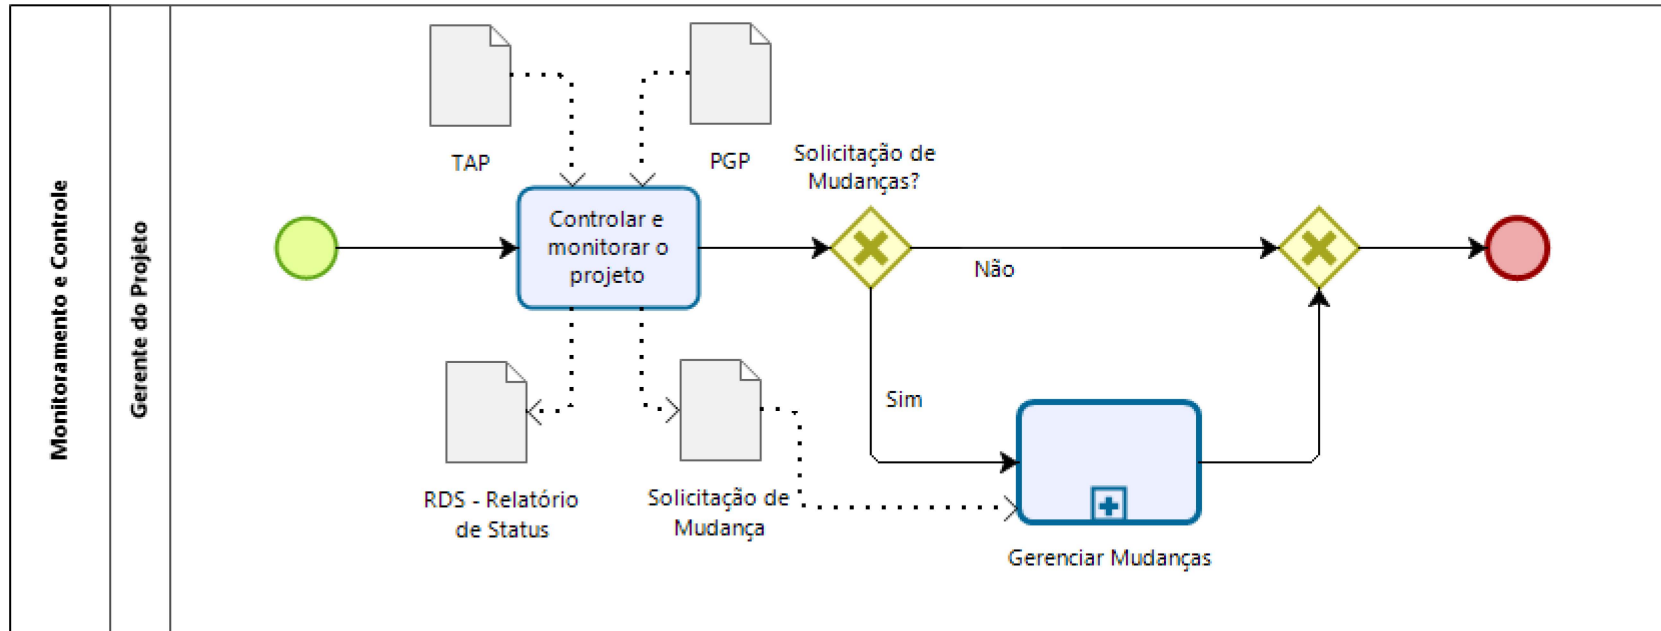 Monitoramento e Controle
Gerente do Projeto
TAP
PGP
Solicitação de
Mudanças?
Controlar e
monitorar o
projeto
Não
Sim
RDS - Relatório
de Status
Solicitação de
Mudança
Gerenciar Mudanças